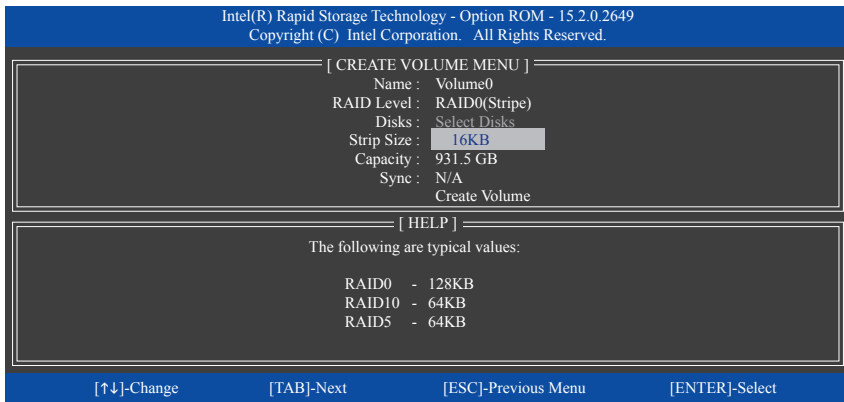 Intel(R) Rapid Storage Technology - Option ROM - 15.2.0.2649
Copyright (C) Intel Corporation. All Rights Reserved.
[ CREATE VOLUME MENU ]
Name : Volume0
RAID Level : RAID0(Stripe)
Disks : Select Disks
Strip Size : 16KB
Capacity : 931.5 GB
Sync : N/A
Create Volume
[ HELP ]
The following are typical values:
RAID0 - 128KB
RAID10 - 64KB
RAID5 - 64KB
[↑↓]-Change [TAB]-Next [ESC]-Previous Menu [ENTER]-Select